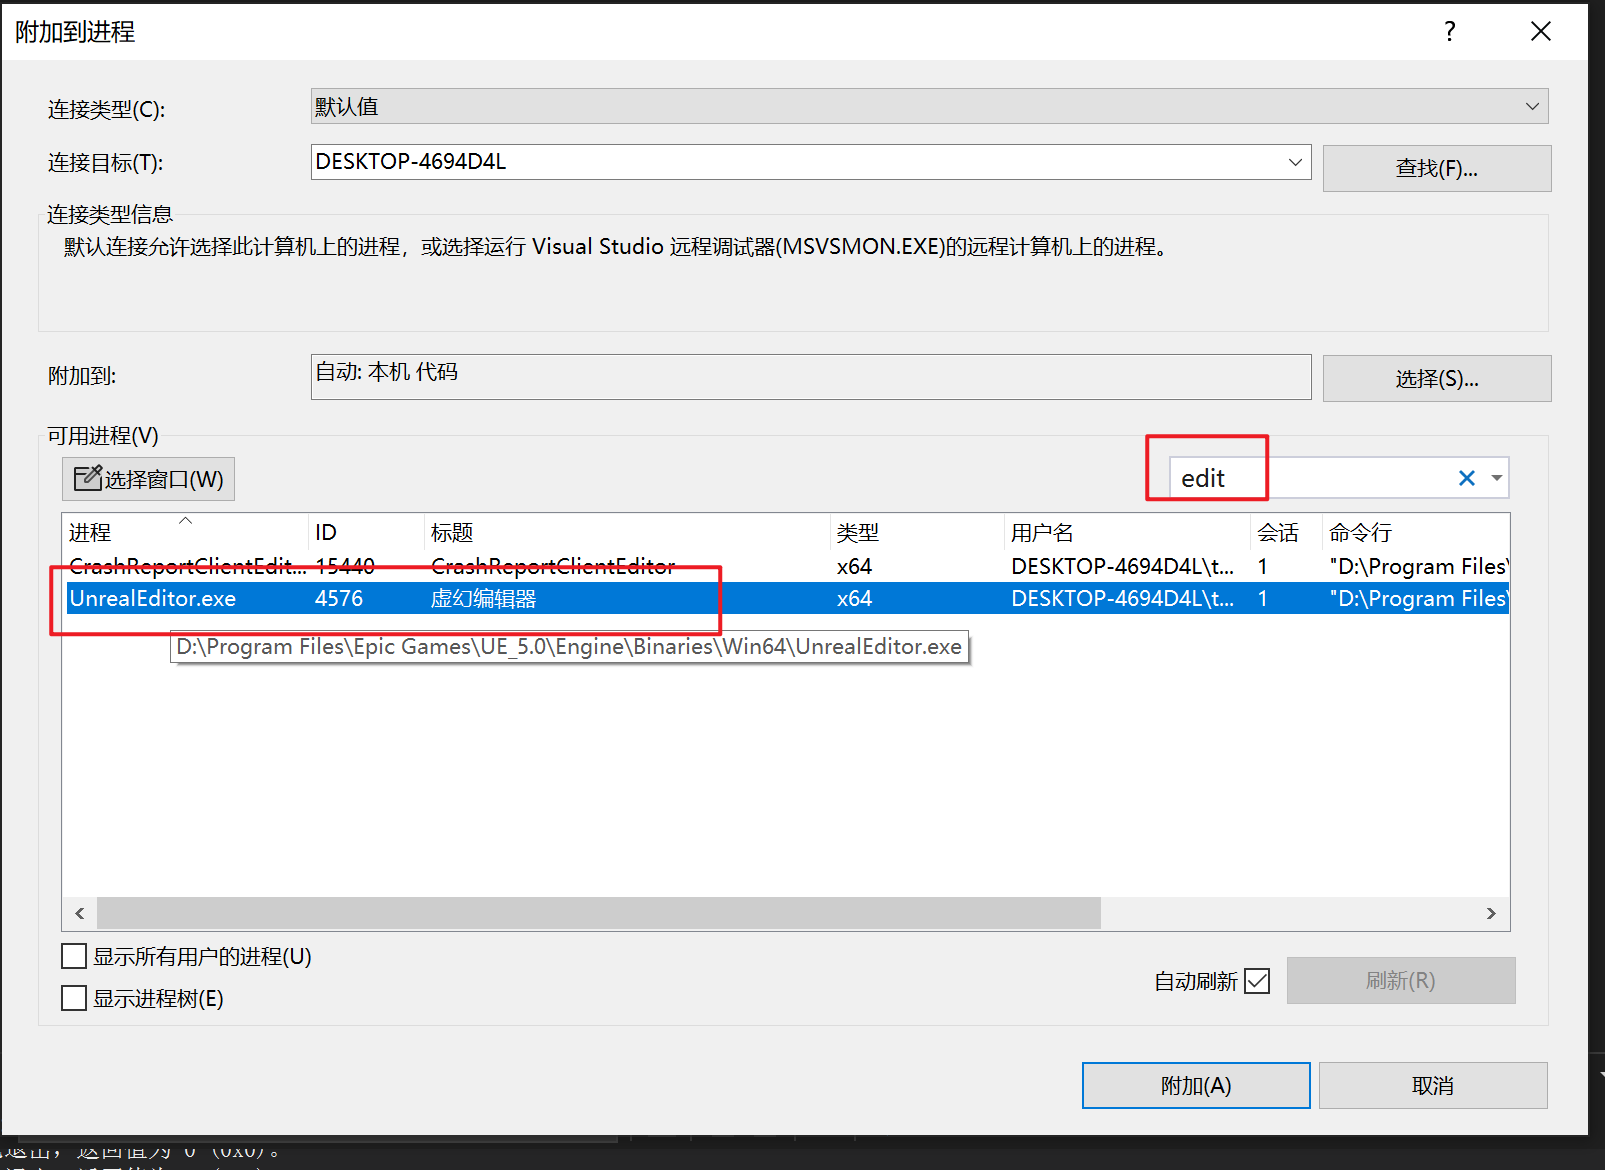 附加到进程
?
连接类型(C):
默认值
连接目标(T):
DESKTOP-4694D4L
查找(F)...
连接类型信息
默认连接允许选择此计算机上的进程，或选择运行 Visual Studio 远程调试器(MSVSMON.EXE)的远程计算机上的进程。
附加到:
自动: 本机 代码
选择(S)...
可用进程(V)
选择窗口(W)
edit
进程 ID 标题 类型 用户名 会话 命令行
CrashReportClientEdit... 15440 CrashReportClientEditor x64 DESKTOP-4694D4L\t... 1 "D:\Program Files\
UnrealEditor.exe 4576 虚幻编辑器 x64 DESKTOP-4694D4L\t... 1 "D:\Program Files\
D:\Program Files\Epic Games\UE_5.0\Engine\Binaries\Win64\UnrealEditor.exe
显示所有用户的进程(U)
显示进程树(E)
自动刷新
刷新(R)
附加(A)
取消
退出，返回值为 0 (0x0)。